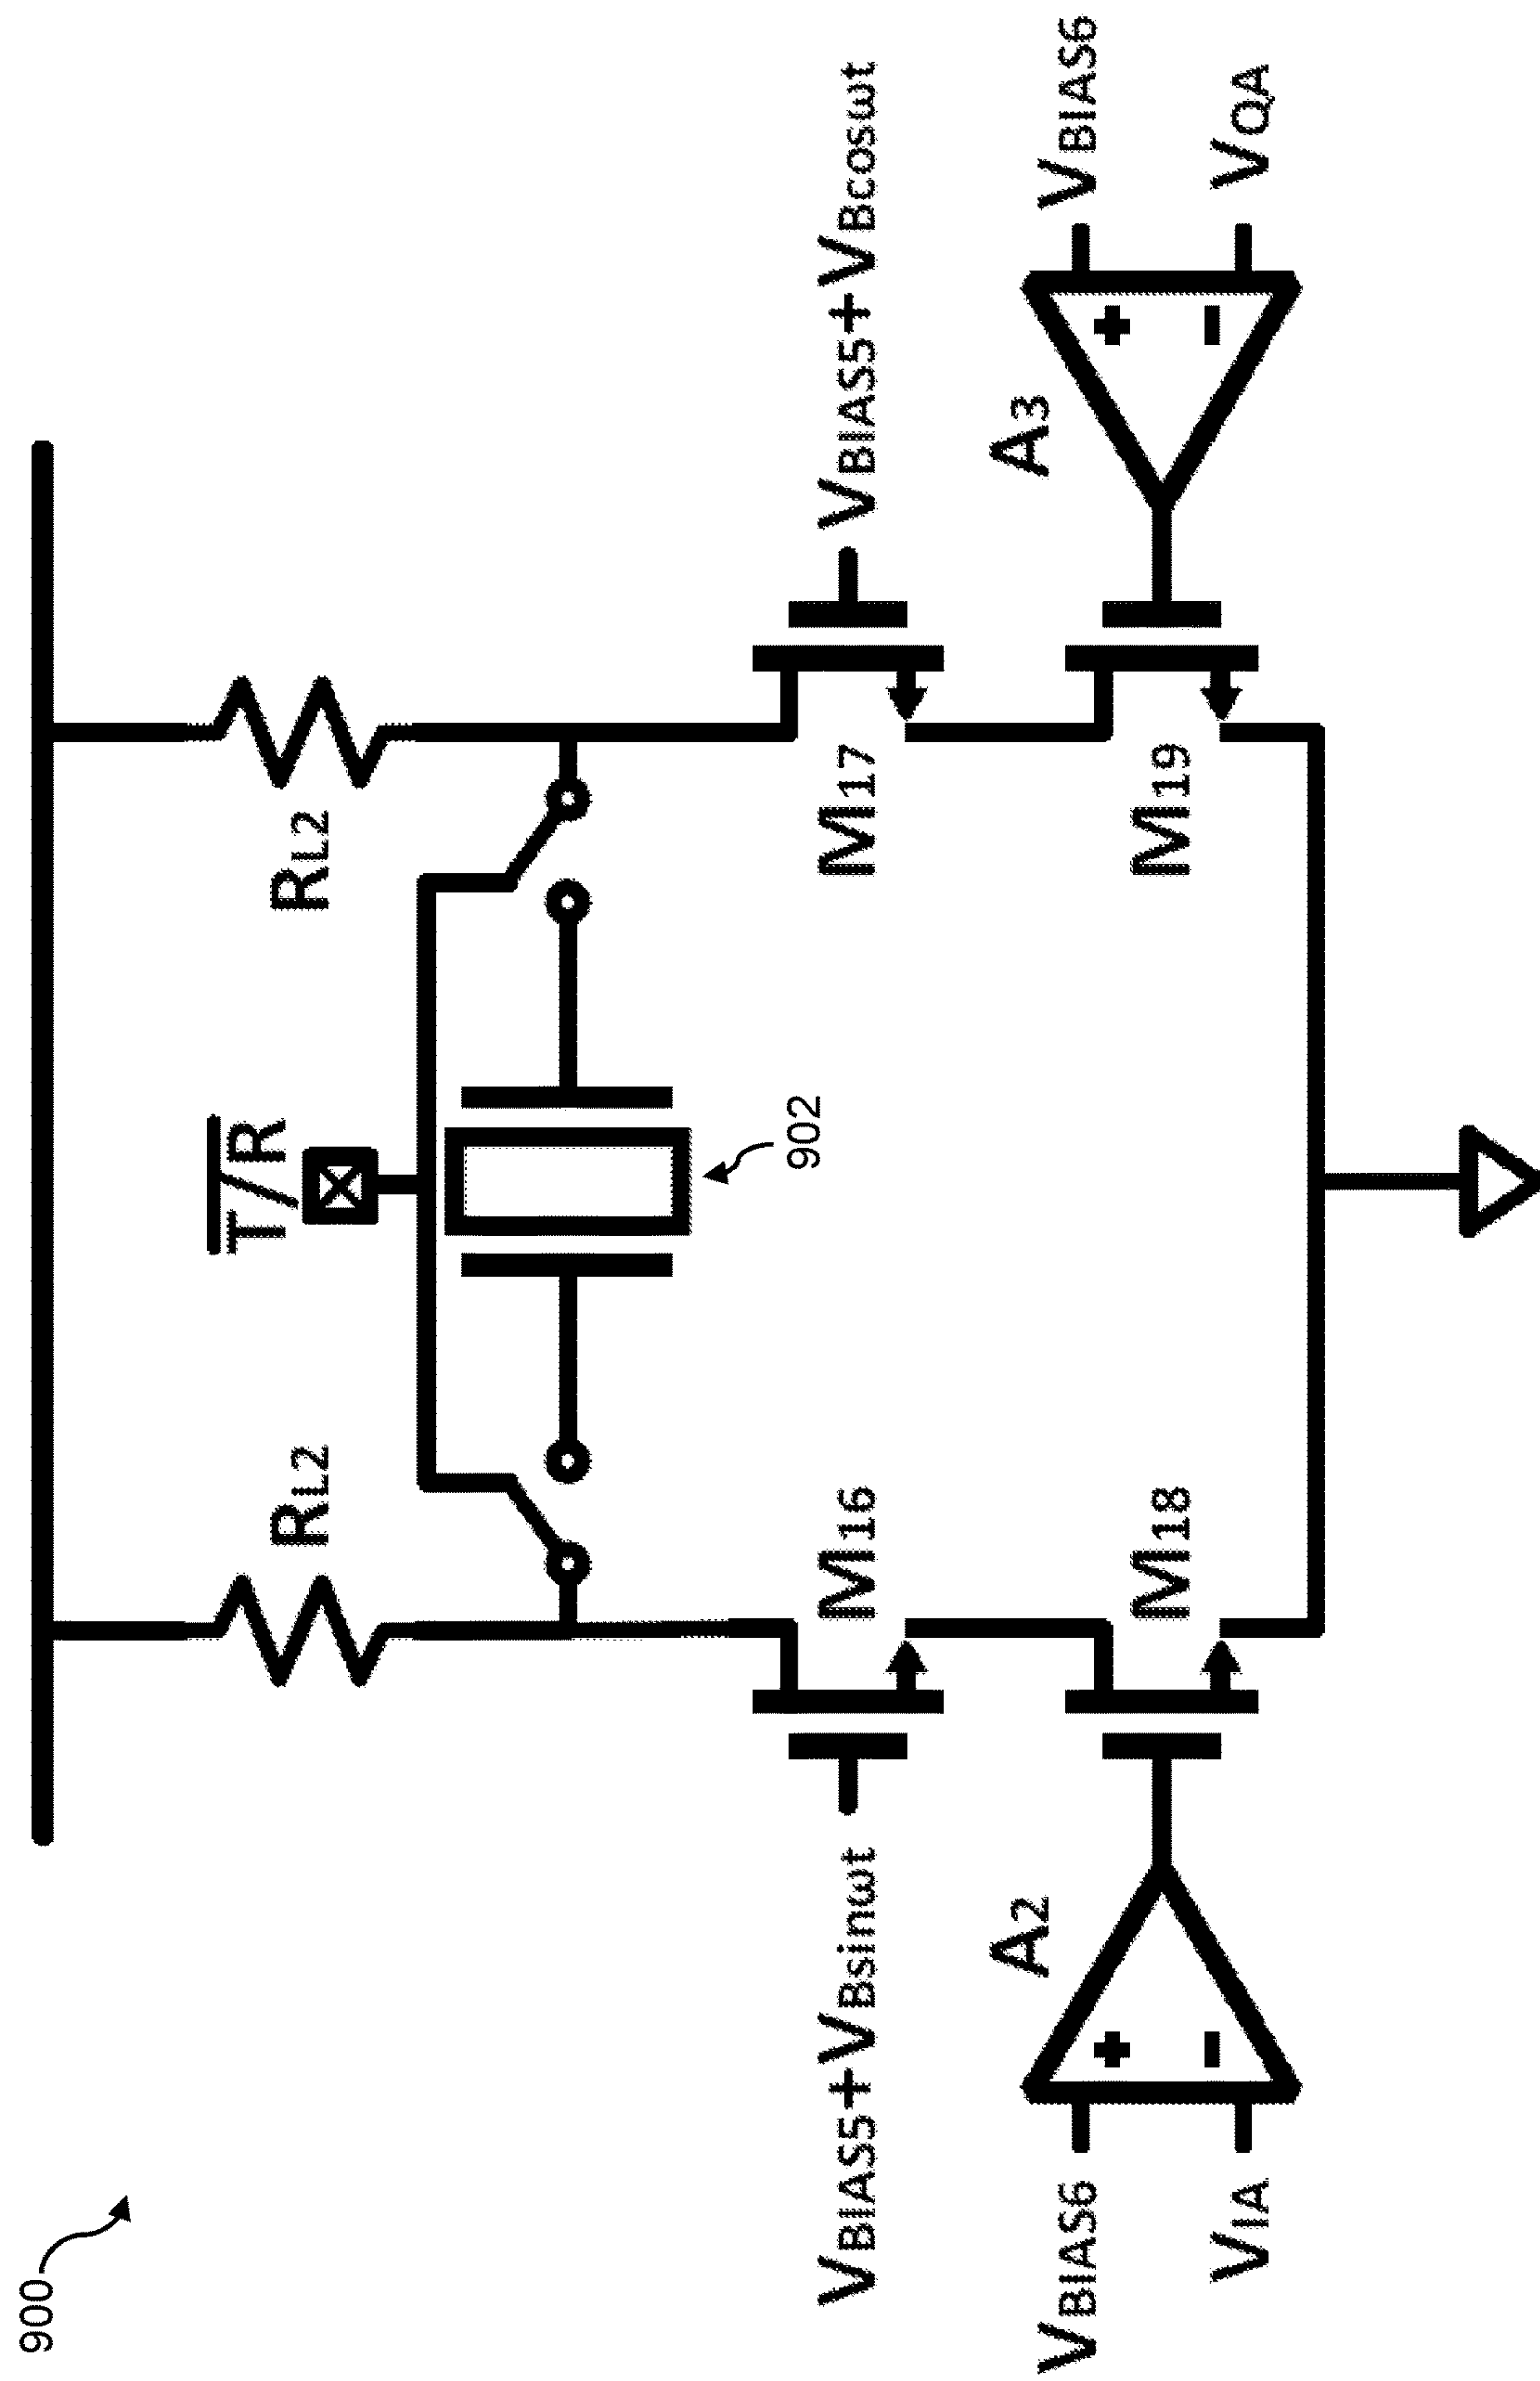 900
T/R
RL2
RL2
902
VBIAS5+VBsinωt
M16
M17
VBIAS5+VBcosωt
A2
A3
VBIAS6
+
+
VBIAS6
M18
M19
VIA
-
-
VQA